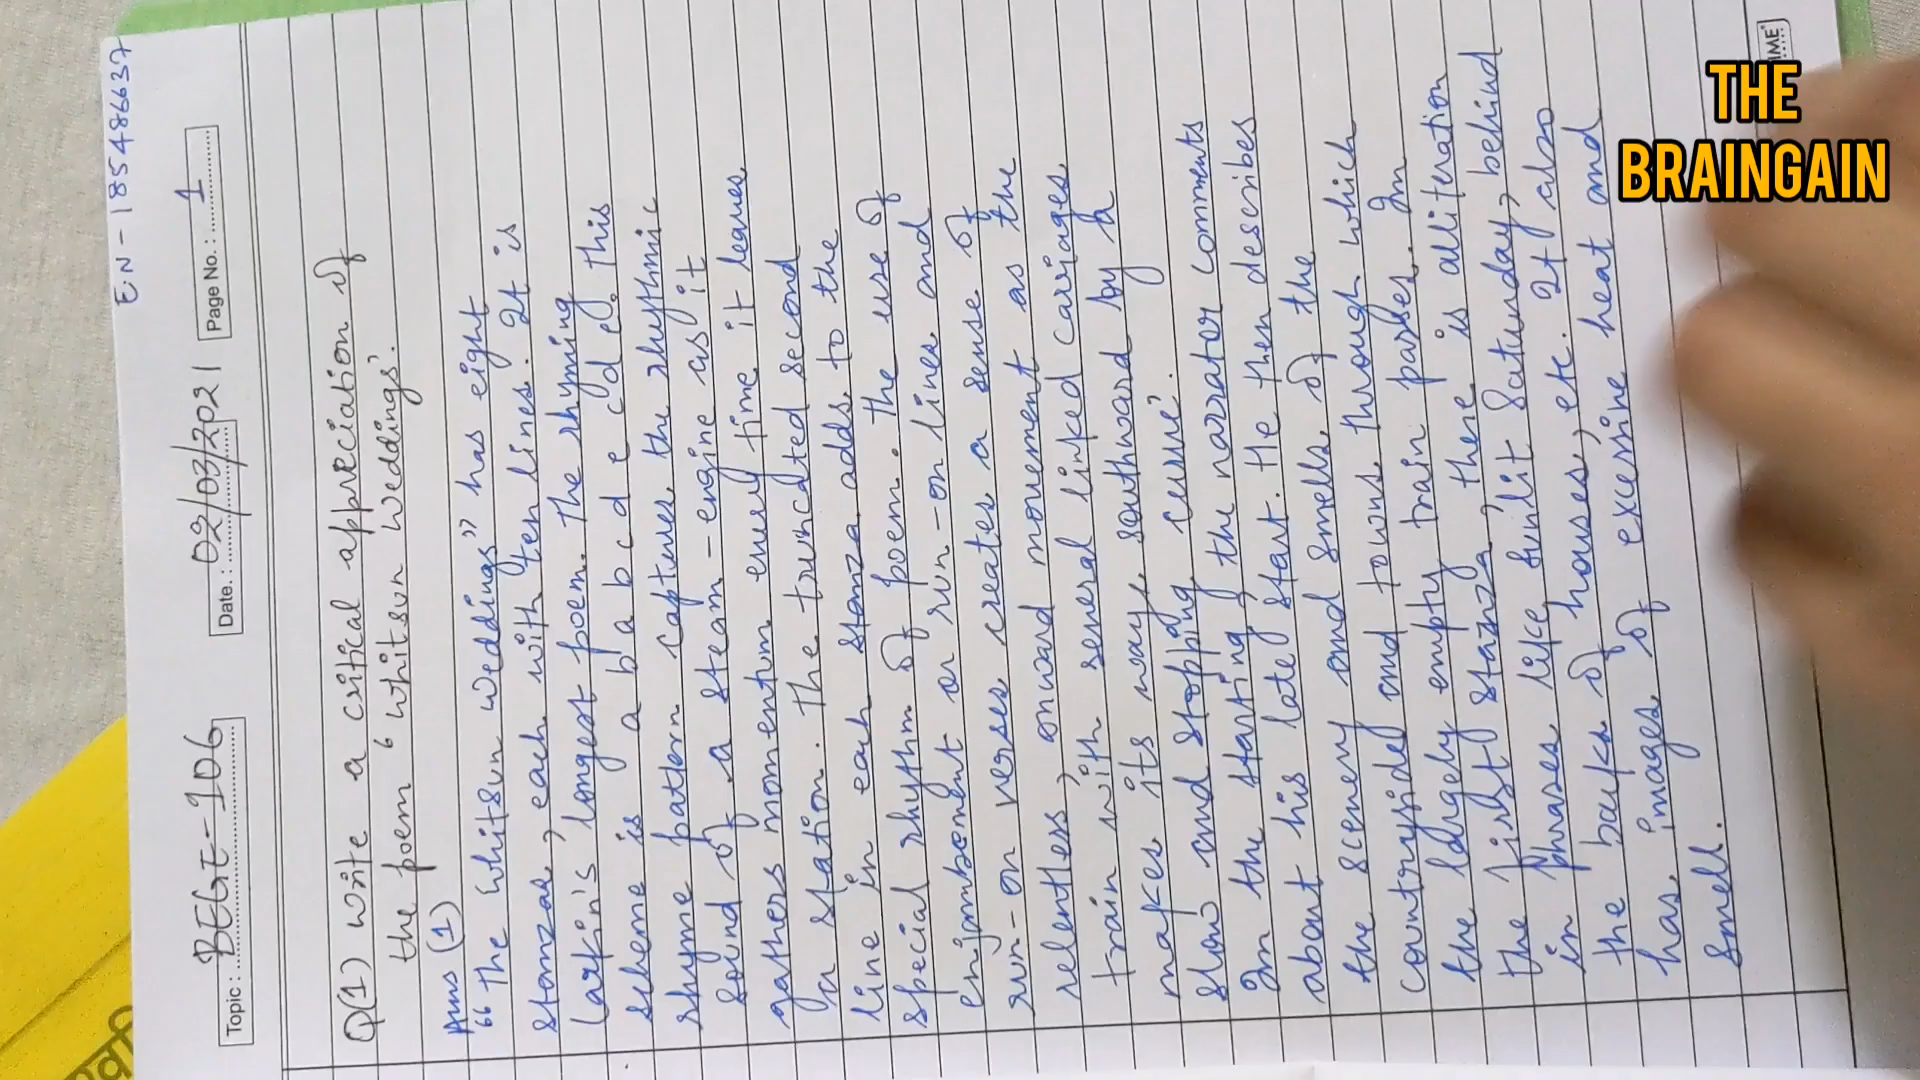 EN - 185486637
Topic : BEGE-106 Date.: 02/03/2021 Page No.: 1
Q(1) write a critical appreciation of
the poem ‘whitsun weddings’.
Ans (1)
“ The whitsun weddings” has eight
stanzas, each with ten lines. It is
Larkin's longest poem. The rhyming
scheme is a b a b c d e c d e. this
rhyme pattern captures the rhythmic
sound of a steam - engine as it
gathers momentum every time it leaves
a station. The truncated second
line in each stanza adds to the
special rhythm of poem. The use of
enjambement or run-on lines and
run-on verses creates a sense of
relentless, onward movement as the
train with several linked cariages
makes its way southward by a
slow and stopping curve’.
In the starting, the narrator comments
about his late start. He then describes
the scenery and smells of the
countryside and towns through which
the largely empty train passes. In
the first stanza, there is alliteration
in phrases like sunlit Saturday, behind
the backs of houses, etc. It also
has images of excessive heat and
smell.
THE
BRAINGAIN